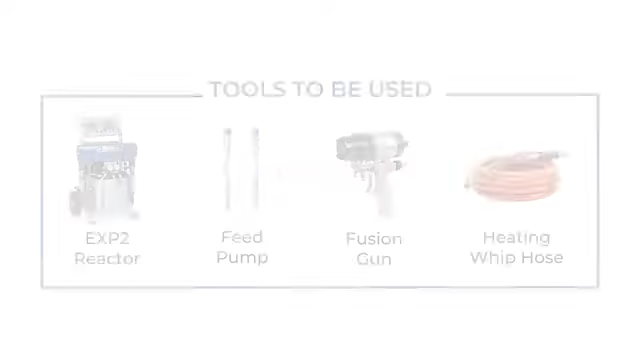 TOOLS TO BE USED
EXP2
Reactor
Feed
Pump
Fusion
Gun
Heating
Whip Hose